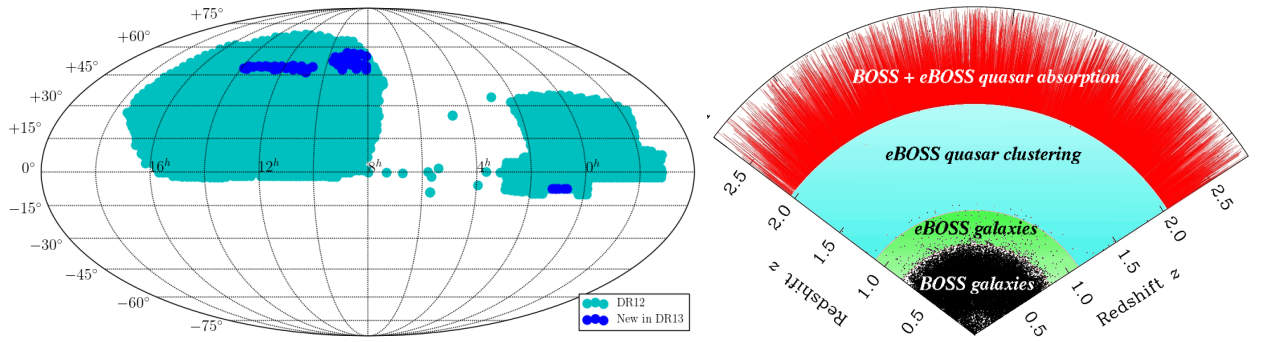 +75°
+60°
+45°
+30°
+15°
0°
−15°
−30°
−45°
−60°
−75°
16h 12h 8h 4h 0h
DR12
New in DR13
BOSS + eBOSS quasar absorption
eBOSS quasar clustering
eBOSS galaxies
BOSS galaxies
2.5
2.0
1.5
1.0
0.5
Redshift z
0.5
1.0
1.5
2.0
2.5
Redshift z